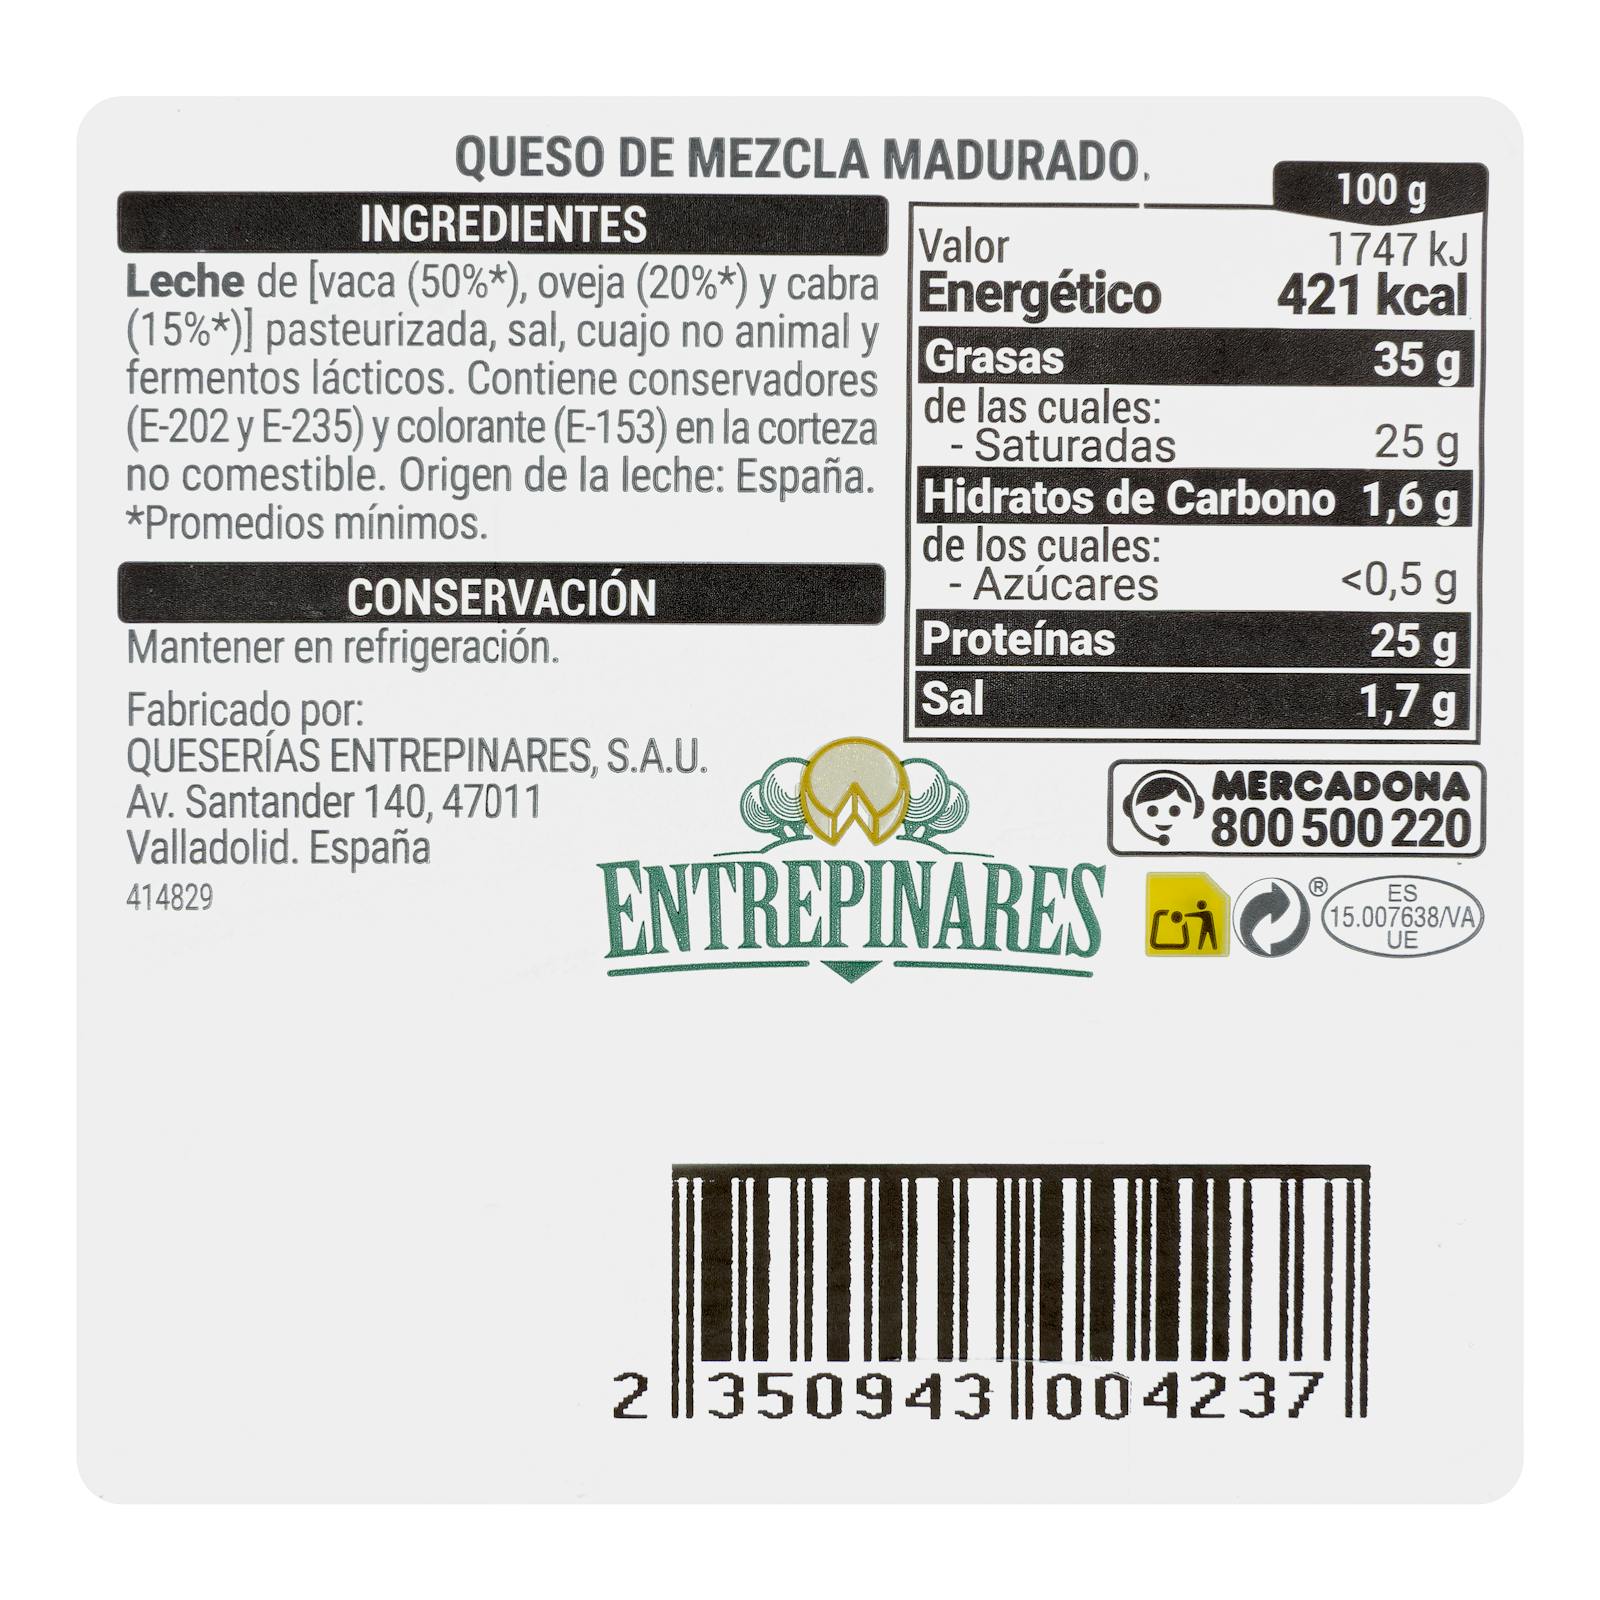 QUESO DE MEZCLA MADURADO.
INGREDIENTES
Leche de [vaca (50%*), oveja (20%*) y cabra
(15%*)] pasteurizada, sal, cuajo no animal y
fermentos lácticos. Contiene conservadores
(E-202 y E-235) y colorante (E-153) en la corteza
no comestible. Origen de la leche: España.
*Promedios mínimos.
CONSERVACIÓN
Mantener en refrigeración.
Fabricado por:
QUESERÍAS ENTREPINARES, S.A.U.
Av. Santander 140, 47011
Valladolid. España
414829
100 g
Valor 1747 kJ
Energético 421 kcal
Grasas 35 g
de las cuales:
- Saturadas 25 g
Hidratos de Carbono 1,6 g
de los cuales:
- Azúcares <0,5 g
Proteínas 25 g
Sal 1,7 g
MERCADONA
800 500 220
ENTREPINARES
®
ES
15.007638/VA
UE
2 350943 004237